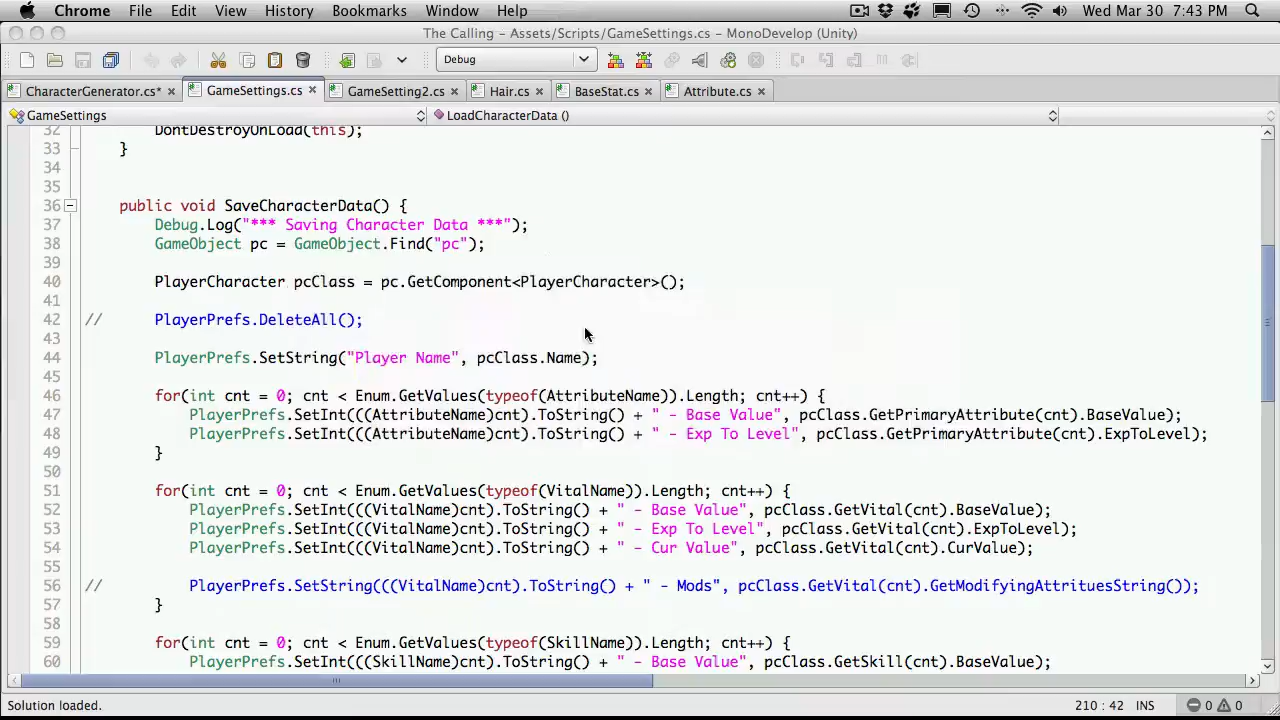 Chrome File Edit View History Bookmarks Window Help Wed Mar 30 7:43 PM
The Calling - Assets/Scripts/GameSettings.cs - MonoDevelop (Unity)
Debug
CharacterGenerator.cs* GameSettings.cs GameSetting2.cs Hair.cs BaseStat.cs Attribute.cs
GameSettings LoadCharacterData ()
32 DontDestroyOnLoad(this);
33 }
34
35
36 public void SaveCharacterData() {
37 Debug.Log("*** Saving Character Data ***");
38 GameObject pc = GameObject.Find("pc");
39
40 PlayerCharacter pcClass = pc.GetComponent<PlayerCharacter>();
41
42 // PlayerPrefs.DeleteAll();
43
44 PlayerPrefs.SetString("Player Name", pcClass.Name);
45
46 for(int cnt = 0; cnt < Enum.GetValues(typeof(AttributeName)).Length; cnt++) {
47 PlayerPrefs.SetInt(((AttributeName)cnt).ToString() + " - Base Value", pcClass.GetPrimaryAttribute(cnt).BaseValue);
48 PlayerPrefs.SetInt(((AttributeName)cnt).ToString() + " - Exp To Level", pcClass.GetPrimaryAttribute(cnt).ExpToLevel);
49 }
50
51 for(int cnt = 0; cnt < Enum.GetValues(typeof(VitalName)).Length; cnt++) {
52 PlayerPrefs.SetInt(((VitalName)cnt).ToString() + " - Base Value", pcClass.GetVital(cnt).BaseValue);
53 PlayerPrefs.SetInt(((VitalName)cnt).ToString() + " - Exp To Level", pcClass.GetVital(cnt).ExpToLevel);
54 PlayerPrefs.SetInt(((VitalName)cnt).ToString() + " - Cur Value", pcClass.GetVital(cnt).CurValue);
55
56 // PlayerPrefs.SetString(((VitalName)cnt).ToString() + " - Mods", pcClass.GetVital(cnt).GetModifyingAttrituesString());
57 }
58
59 for(int cnt = 0; cnt < Enum.GetValues(typeof(SkillName)).Length; cnt++) {
60 PlayerPrefs.SetInt(((SkillName)cnt).ToString() + " - Base Value", pcClass.GetSkill(cnt).BaseValue);
Solution loaded. 210 : 42 INS 0 0